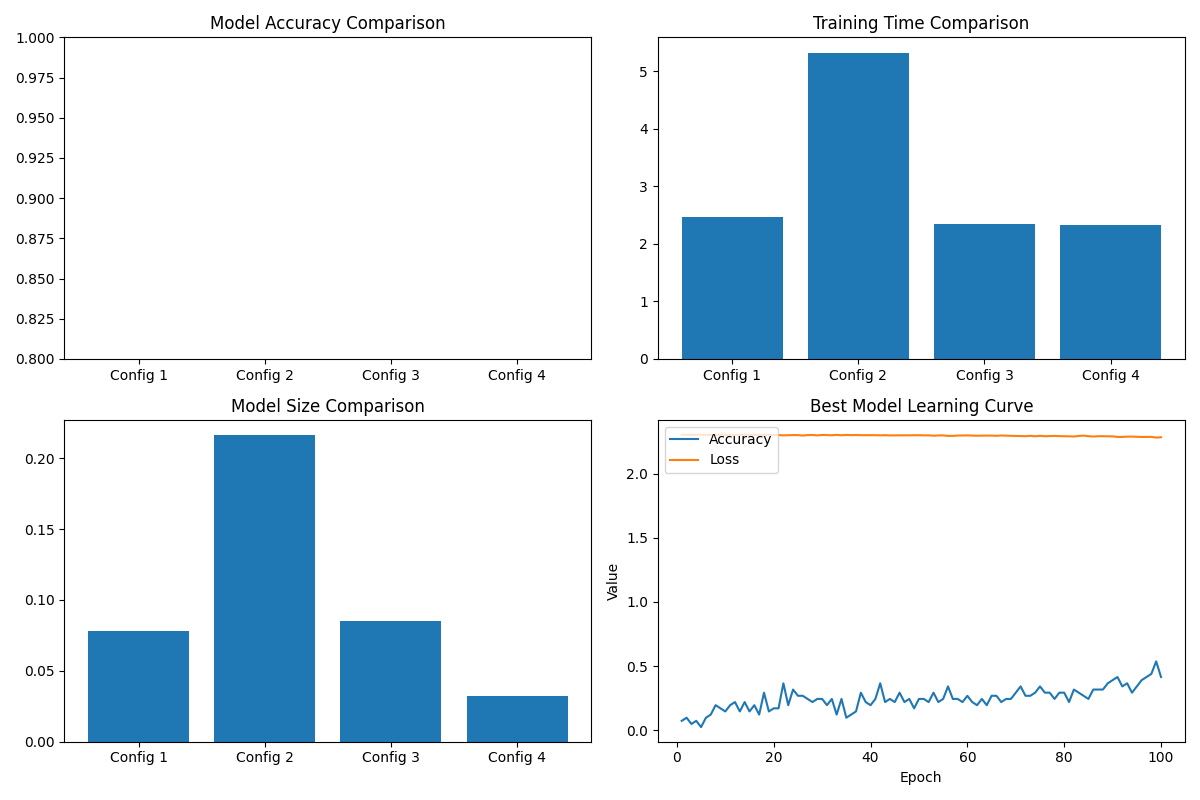 Model Accuracy Comparison
1.000
0.975
0.950
0.925
0.900
0.875
0.850
0.825
0.800
Config 1 Config 2 Config 3 Config 4
Training Time Comparison
5
4
3
2
1
0
Config 1 Config 2 Config 3 Config 4
Model Size Comparison
0.20
0.15
0.10
0.05
0.00
Config 1 Config 2 Config 3 Config 4
Best Model Learning Curve
Accuracy
Loss
2.0
1.5
1.0
0.5
0.0
Value
0 20 40 60 80 100
Epoch